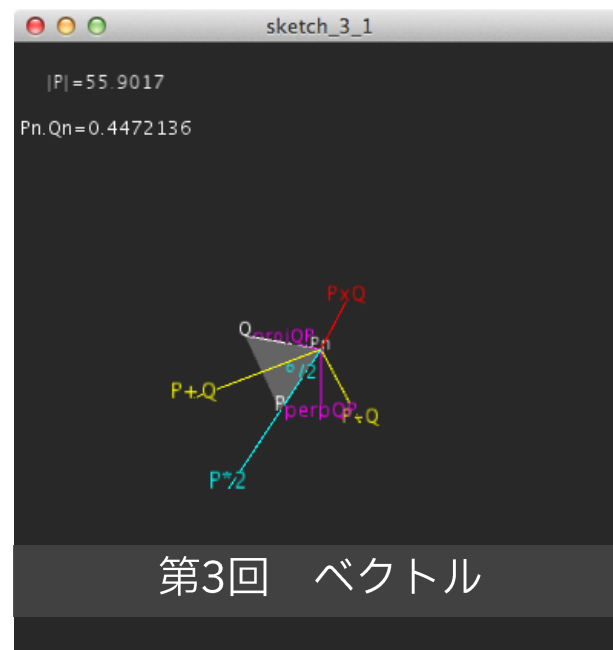 sketch_3_1
|P|=55.9017
Pn.Qn=0.4472136
PxQ
Q
Pn
P+Q
P
perpQP
P-Q
P*2
第3回　ベクトル